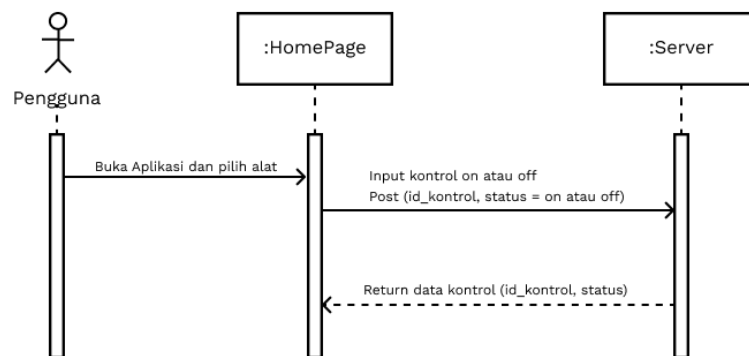 :HomePage
:Server
Pengguna
Buka Aplikasi dan pilih alat
Input kontrol on atau off
Post (id_kontrol, status = on atau off)
Return data kontrol (id_kontrol, status)